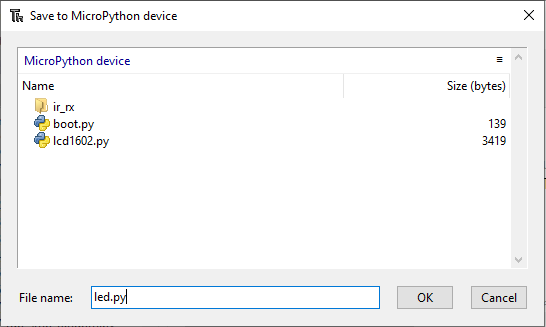 Save to MicroPython device
MicroPython device
Name Size (bytes)
ir_rx
boot.py 139
lcd1602.py 3419
File name: led.py OK Cancel